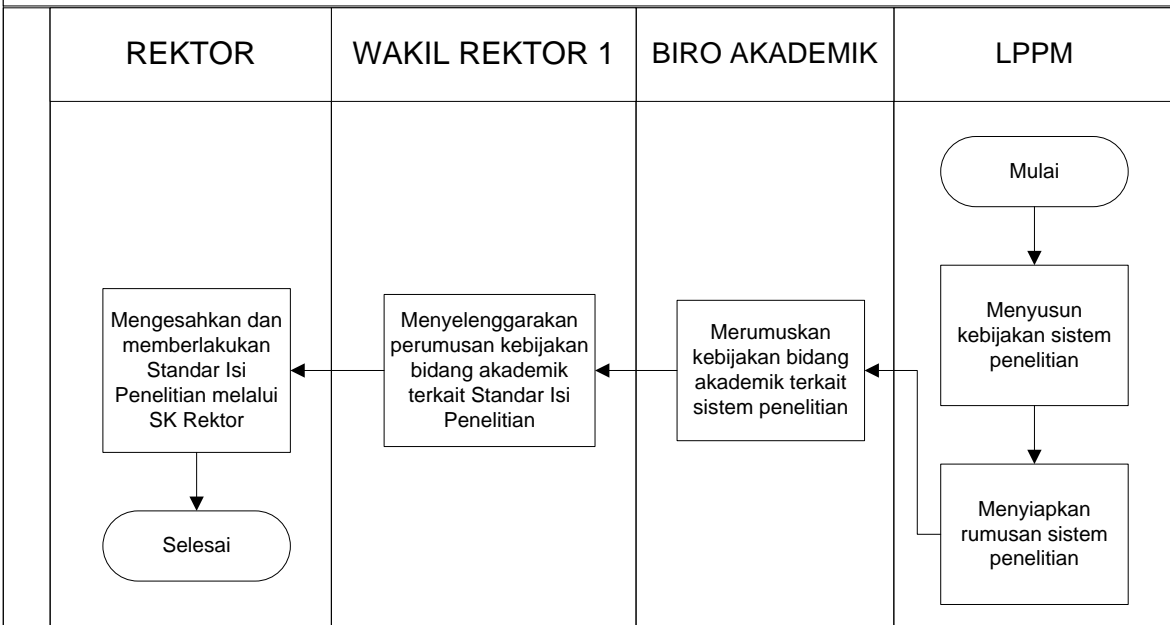 REKTOR
WAKIL REKTOR 1
BIRO AKADEMIK
LPPM
Mulai
Menyusun
kebijakan sistem
penelitian
Mengesahkan dan
memberlakukan
Standar Isi
Penelitian melalui
SK Rektor
Menyelenggarakan
perumusan kebijakan
bidang akademik
terkait Standar Isi
Penelitian
Merumuskan
kebijakan bidang
akademik terkait
sistem penelitian
Menyiapkan
rumusan sistem
penelitian
Selesai